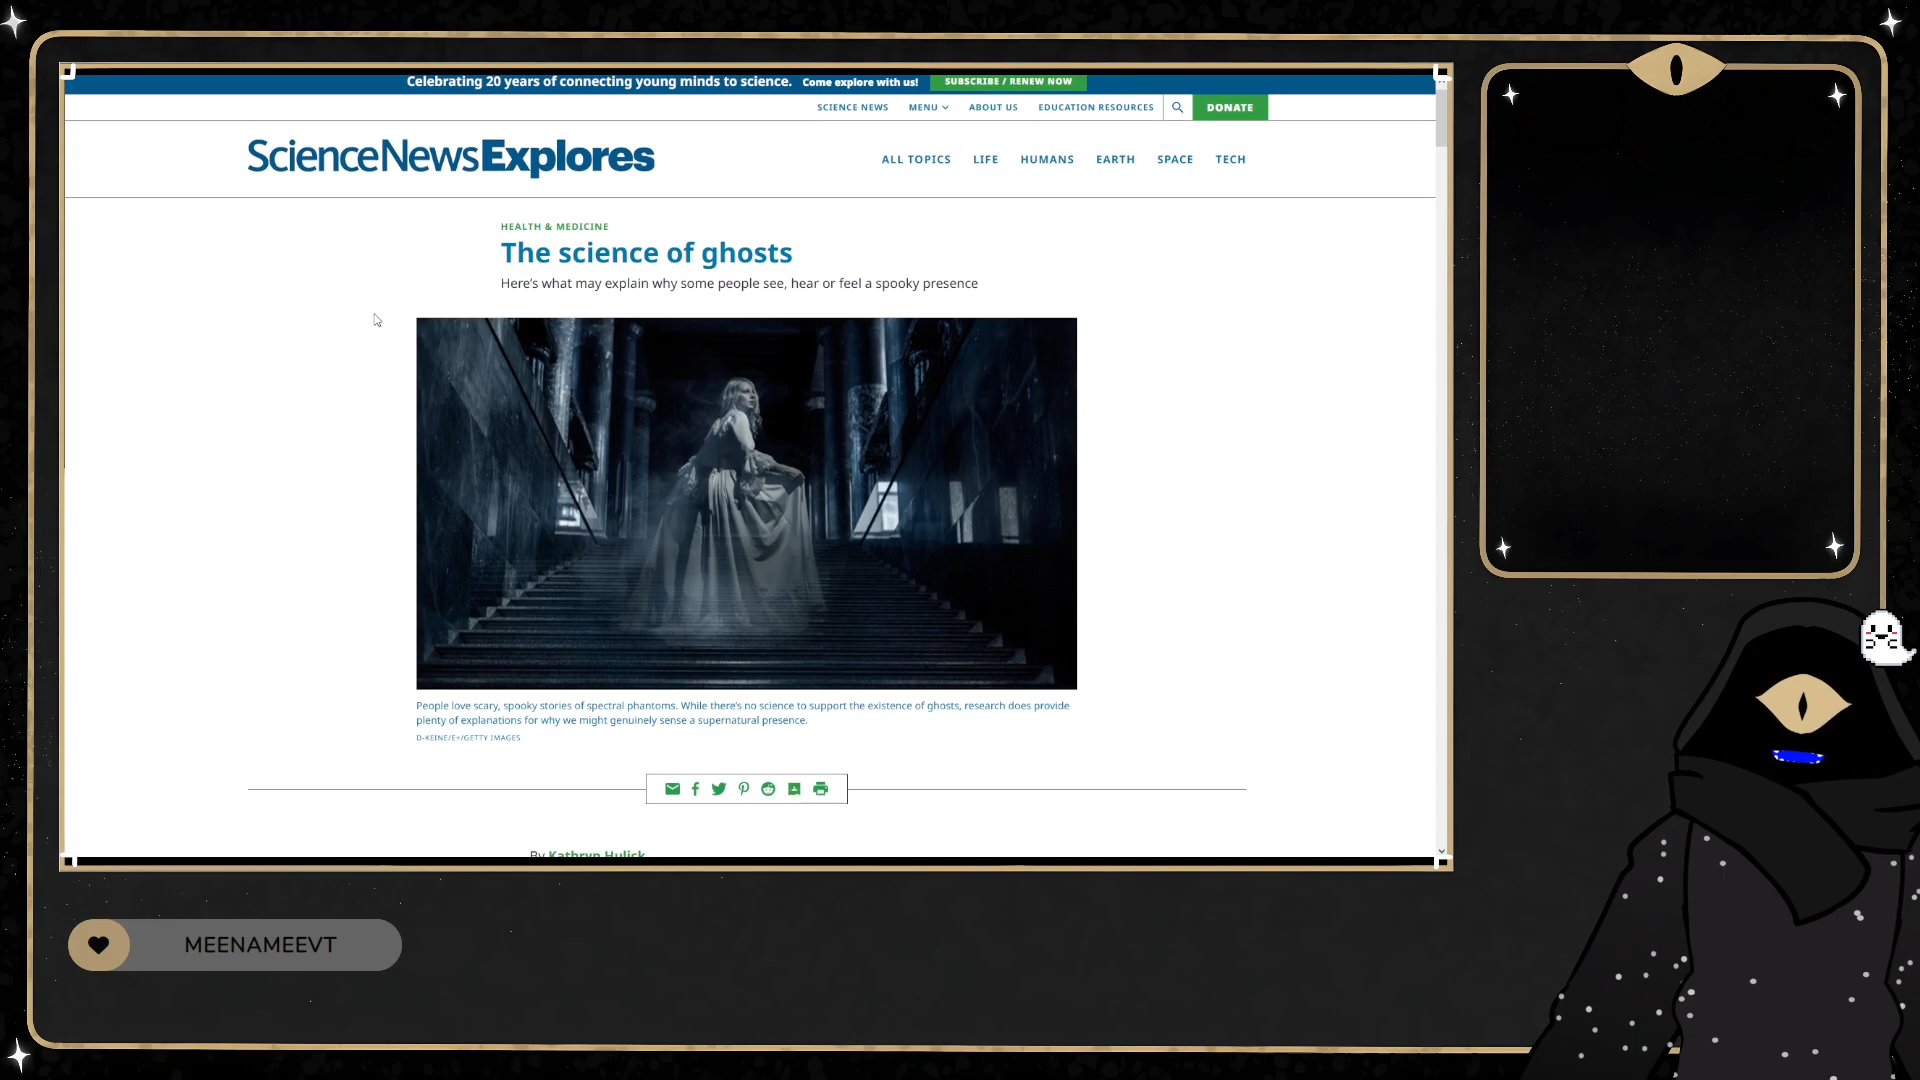 Celebrating 20 years of connecting young minds to science. Come explore with us! SUBSCRIBE / RENEW NOW
SCIENCE NEWS MENU ABOUT US EDUCATION RESOURCES DONATE
ScienceNewsExplores
ALL TOPICS LIFE HUMANS EARTH SPACE TECH
HEALTH & MEDICINE
The science of ghosts
Here's what may explain why some people see, hear or feel a spooky presence
People love scary, spooky stories of spectral phantoms. While there's no science to support the existence of ghosts, research does provide
plenty of explanations for why we might genuinely sense a supernatural presence.
D-KEINE/E+/GETTY IMAGES
By Kathryn Hulick
MEENAMEEVT